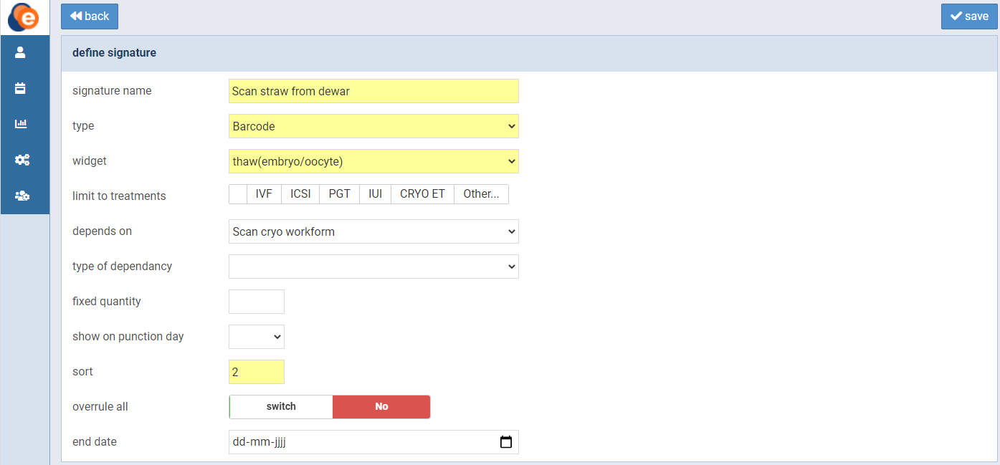 e
back
save
define signature
signature name
Scan straw from dewar
type
Barcode
widget
thaw(embryo/oocyte)
limit to treatments
IVF ICSI PGT IUI CRYO ET Other...
depends on
Scan cryo workform
type of dependancy
fixed quantity
show on punction day
sort
2
overrule all
switch No
end date
dd-mm-jjjj